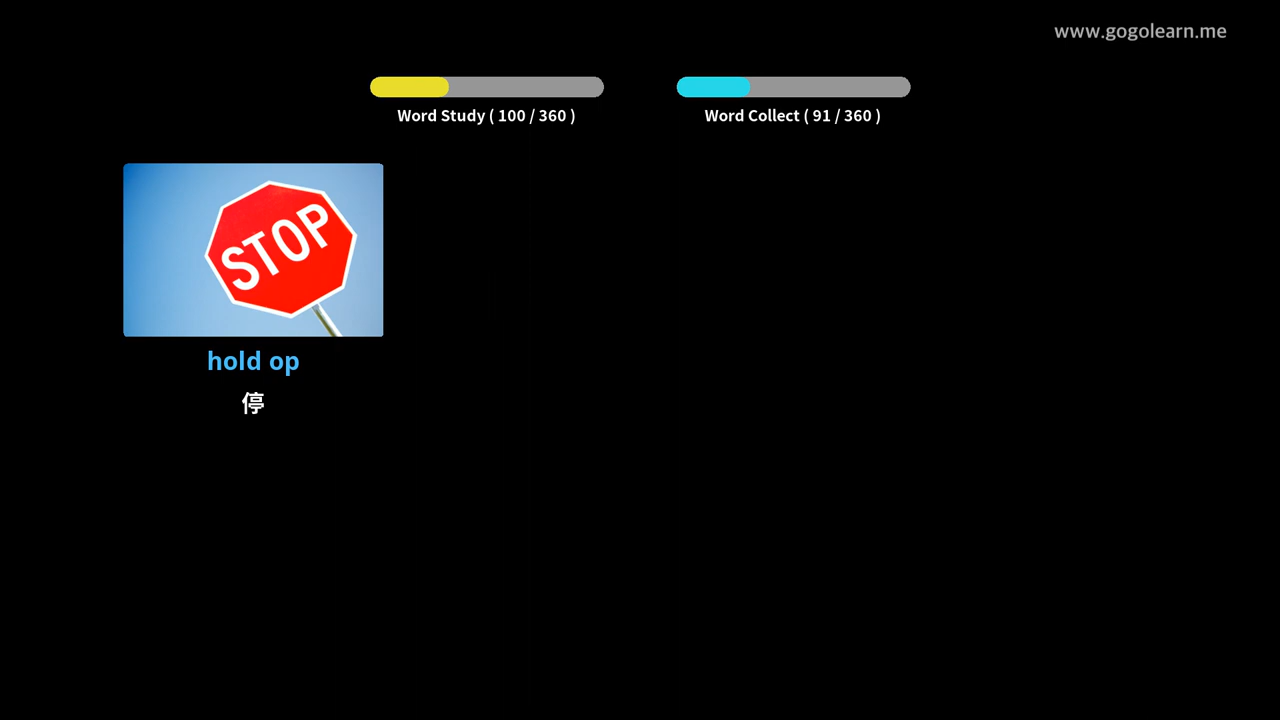 www.gogolearn.me
Word Study ( 100 / 360 )
Word Collect ( 91 / 360 )
STOP
hold op
停